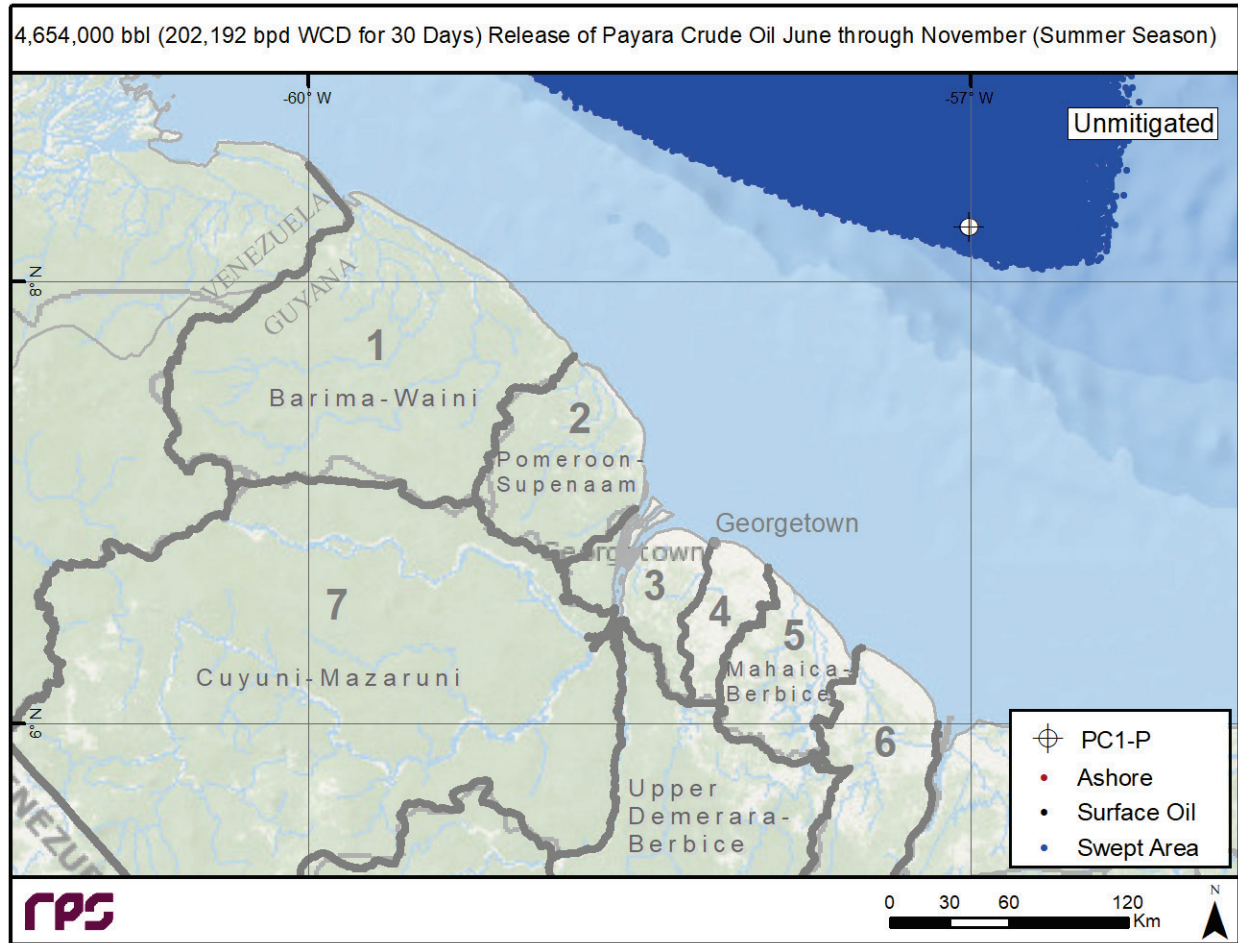 4,654,000 bbl (202,192 bpd WCD for 30 Days) Release of Payara Crude Oil June through November (Summer Season)
-60° W
-57° W
Unmitigated
VENEZUELA
GUYANA
8° N
1
Barima-Waini
2
Pomeroon-
Supenaam
Georgetown
Georgetown
3
4
5
7
Mahaica-
Berbice
Cuyuni-Mazaruni
6° N
6
Upper
Demerara-
Berbice
PC1-P
Ashore
Surface Oil
Swept Area
rps
0 30 60 120
Km
N